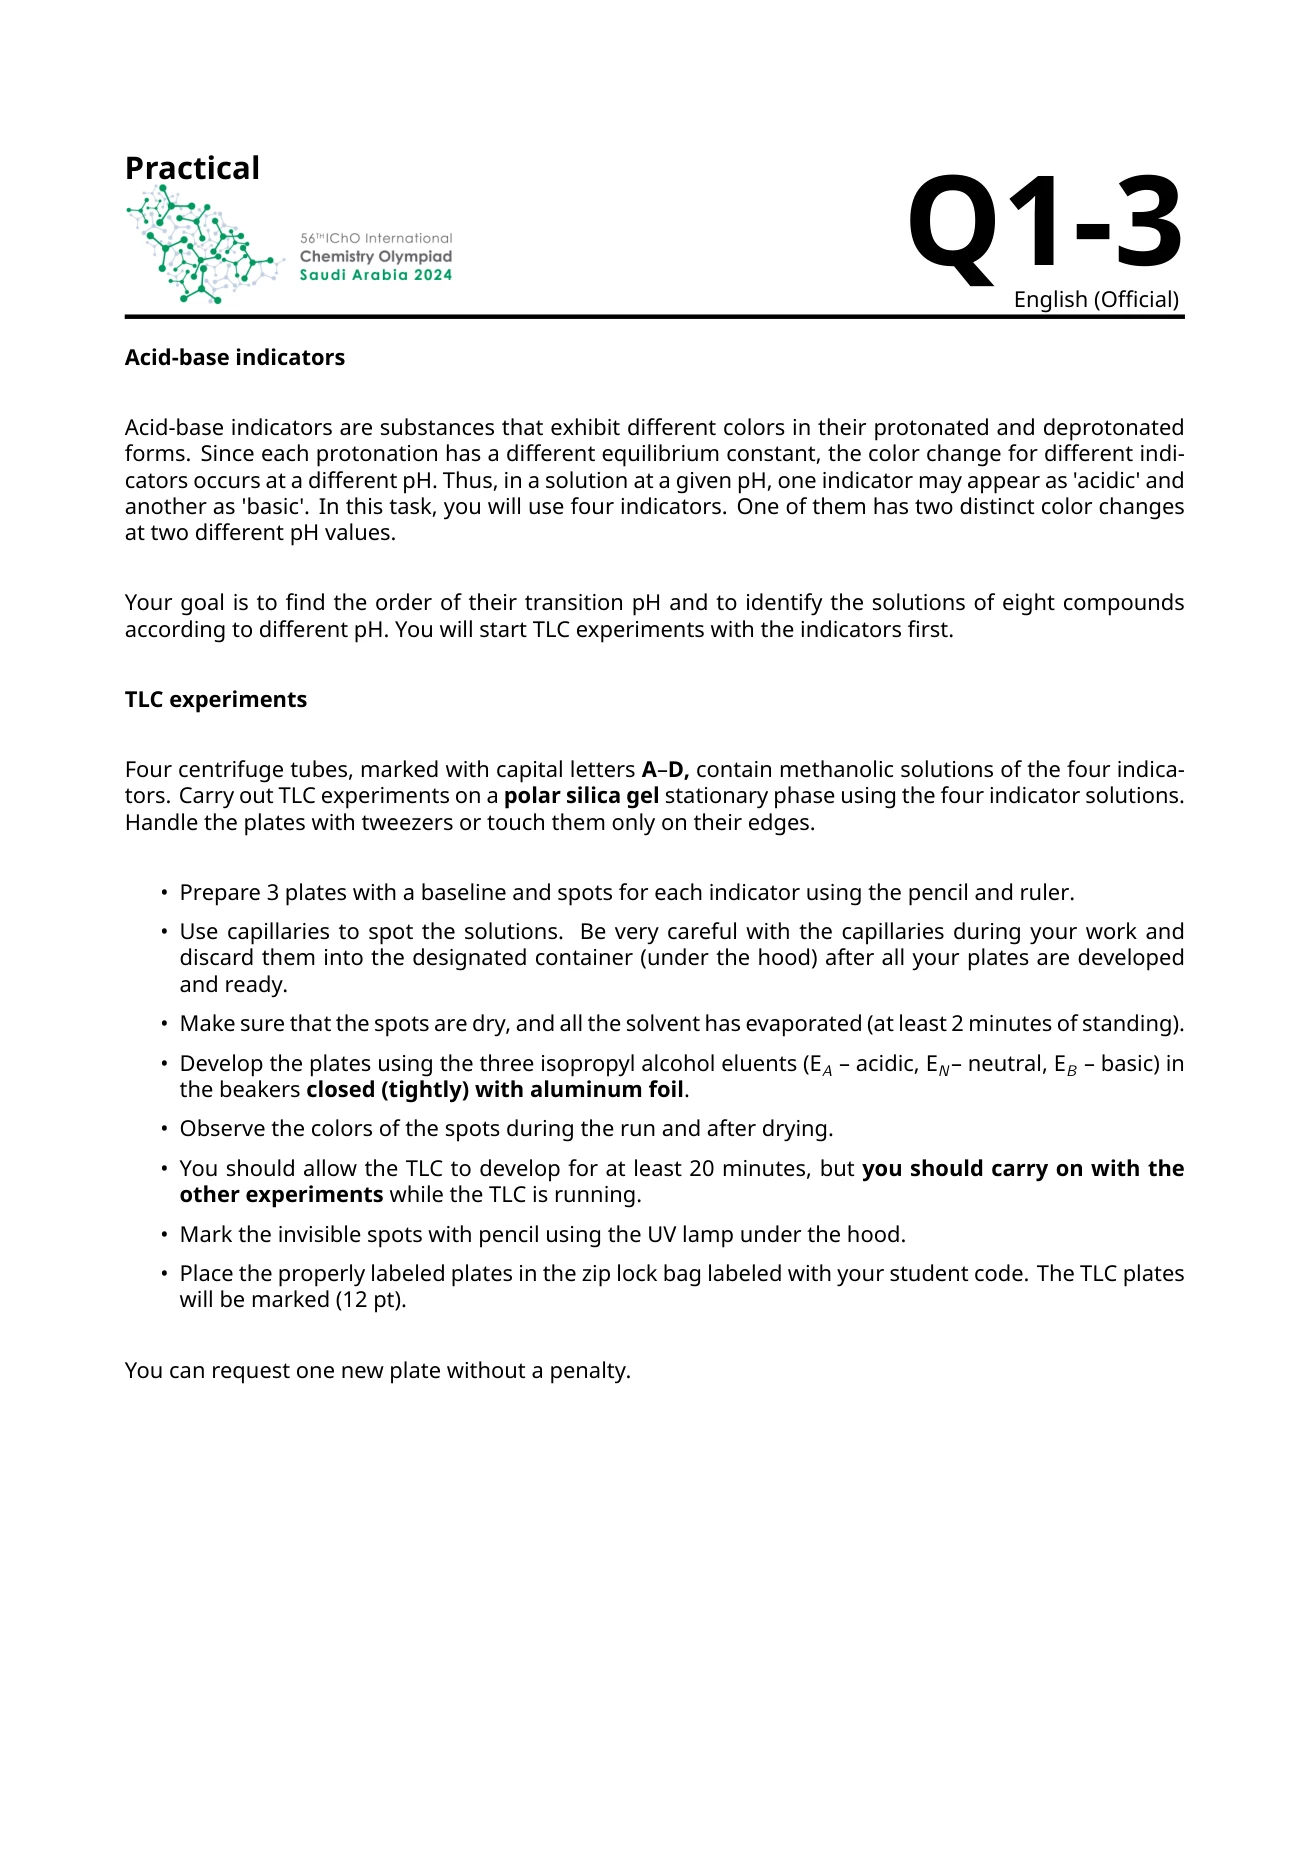 Practical
56THIChO International
Chemistry Olympiad
Saudi Arabia 2024
Q1-3
English (Official)
Acid-base indicators
Acid-base indicators are substances that exhibit different colors in their protonated and deprotonated
forms. Since each protonation has a different equilibrium constant, the color change for different indi-
cators occurs at a different pH. Thus, in a solution at a given pH, one indicator may appear as 'acidic' and
another as 'basic'. In this task, you will use four indicators. One of them has two distinct color changes
at two different pH values.
Your goal is to find the order of their transition pH and to identify the solutions of eight compounds
according to different pH. You will start TLC experiments with the indicators first.
TLC experiments
Four centrifuge tubes, marked with capital letters A–D, contain methanolic solutions of the four indica-
tors. Carry out TLC experiments on a polar silica gel stationary phase using the four indicator solutions.
Handle the plates with tweezers or touch them only on their edges.
• Prepare 3 plates with a baseline and spots for each indicator using the pencil and ruler.
• Use capillaries to spot the solutions. Be very careful with the capillaries during your work and
discard them into the designated container (under the hood) after all your plates are developed
and ready.
• Make sure that the spots are dry, and all the solvent has evaporated (at least 2 minutes of standing).
• Develop the plates using the three isopropyl alcohol eluents (EA – acidic, EN– neutral, EB – basic) in
the beakers closed (tightly) with aluminum foil.
• Observe the colors of the spots during the run and after drying.
• You should allow the TLC to develop for at least 20 minutes, but you should carry on with the
other experiments while the TLC is running.
• Mark the invisible spots with pencil using the UV lamp under the hood.
• Place the properly labeled plates in the zip lock bag labeled with your student code. The TLC plates
will be marked (12 pt).
You can request one new plate without a penalty.